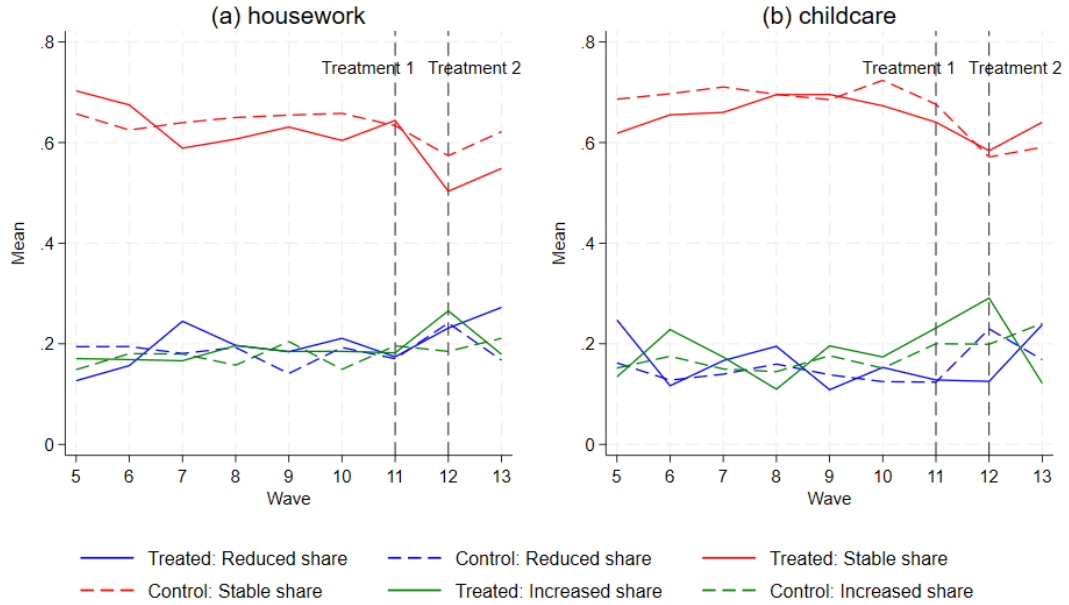 (a) housework
(b) childcare
.8
.6
.4
.2
0
Mean
Treatment 1
Treatment 2
5 6 7 8 9 10 11 12 13
Wave
.8
.6
.4
.2
0
Mean
Treatment 1
Treatment 2
5 6 7 8 9 10 11 12 13
Wave
Treated: Reduced share
Control: Reduced share
Treated: Stable share
Control: Stable share
Treated: Increased share
Control: Increased share